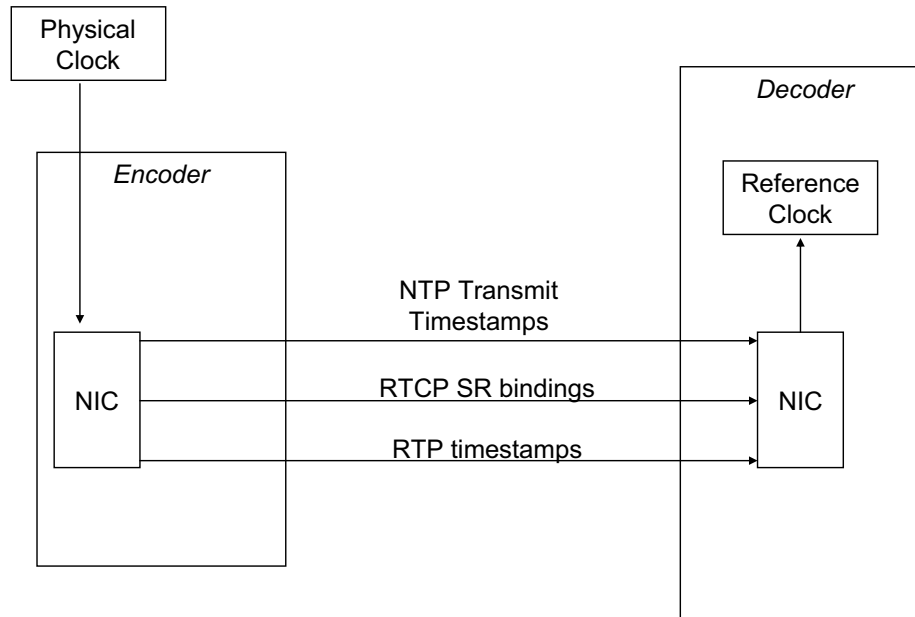 Physical
Clock
Decoder
Encoder
Reference
Clock
NTP Transmit
Timestamps
NIC
RTCP SR bindings
NIC
RTP timestamps